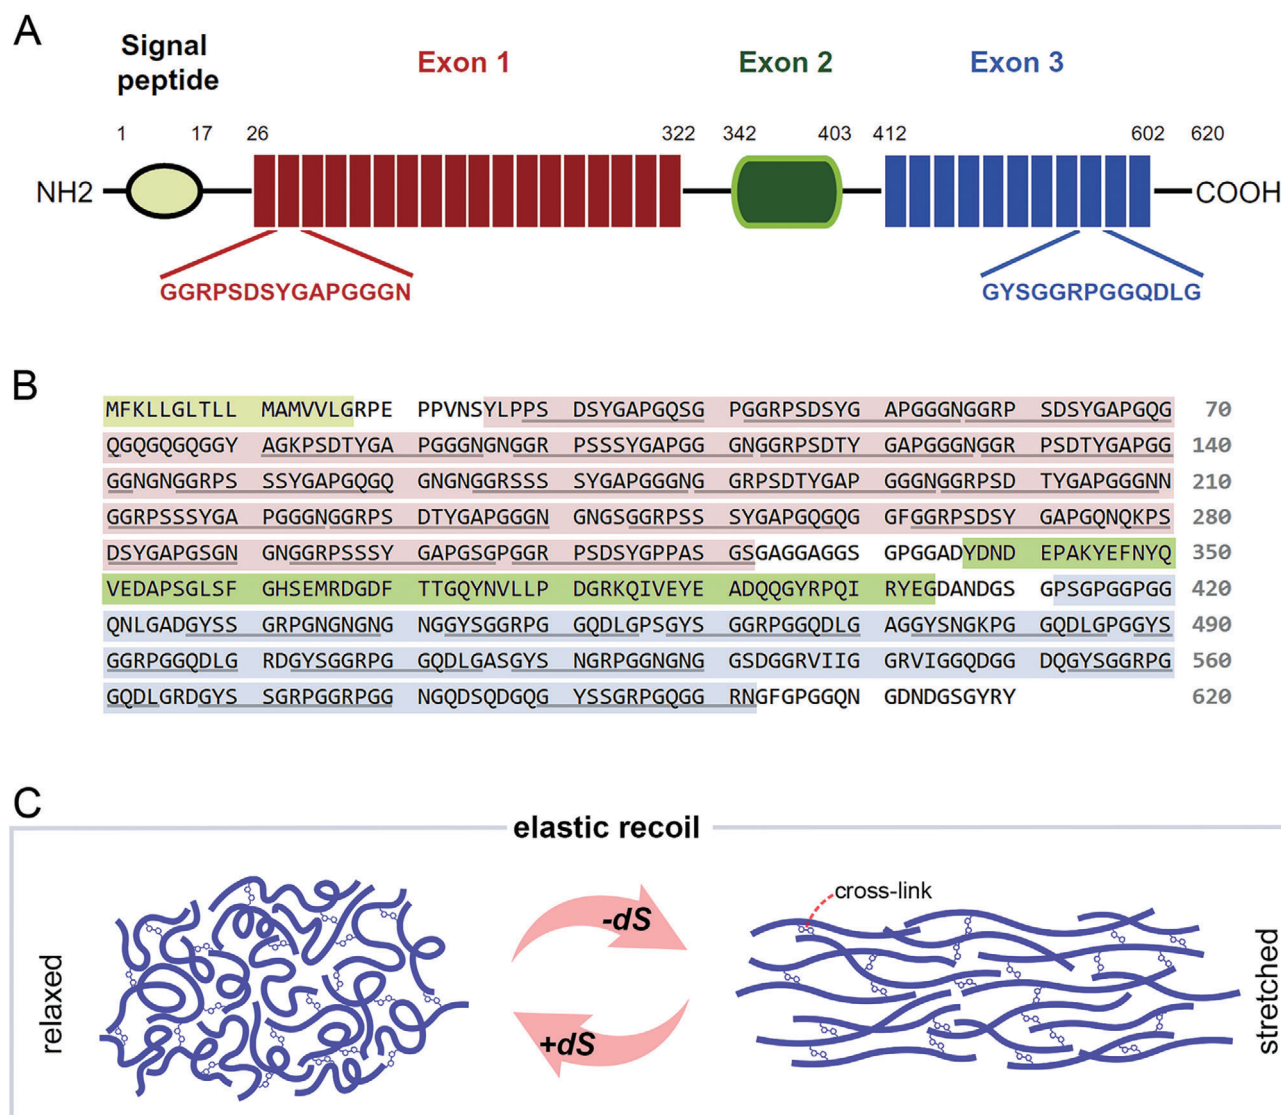 A
Signal
peptide
Exon 1
Exon 2
Exon 3
1 17 26 322 342 403 412 602 620
NH2
COOH
GGRPSDSYGAPGGGN
GYSGGRPGGQDLG
B
MFKLLGLTLL MAMVVLGRPE PPVNSYLPPS DSYGAPGQSG PGGRPSDSYG APGGGNGGRP SDSYGAPGQG 70
QGQGQGQGGY AGKPSDTYGA PGGGNGNGGR PSSSYGAPGG GNGGRPSDTY GAPGGGNGGR PSDTYGAPGG 140
GGNGNGGRPS SSYGAPGQGQ GNGNGGRSSS SYGAPGGGNG GRPSDTYGAP GGGNGGRPSD TYGAPGGGNN 210
GGRPSSSYGA PGGGNGGRPS DTYGAPGGGN GNGSGGRPSS SYGAPGQGQG GFGGRPSDSY GAPGQNQKPS 280
DSYGAPGSGN GNGGRPSSSY GAPGSGPGGR PSDSYGPPAS GSGAGGAGGS GPGGADYDND EPAKYEFNYQ 350
VEDAPSGLSF GHSEMRDGDF TTGQYNVLLP DGRKQIVEYE ADQQGYRPQI RYEGDANDGS GPSGPGGPGG 420
QNLGADGYSS GRPGNGNGNG NGGYSGGRPG GQDLGPSGYS GGRPGGQDLG AGGYSNGKPG GQDLGPGGYS 490
GGRPGGQDLG RDGYSGGRPG GQDLGASGYS NGRPGGNGNG GSDGGRVIIG GRVIGGQDGG DQGYSGGRPG 560
GQDLGRDGYS SGRPGGRPGG NGQDSQDGQG YSSGRPGQGG RNGFGPGGQN GDNDGSGYRY 620
C
elastic recoil
relaxed
-dS
+dS
cross-link
stretched